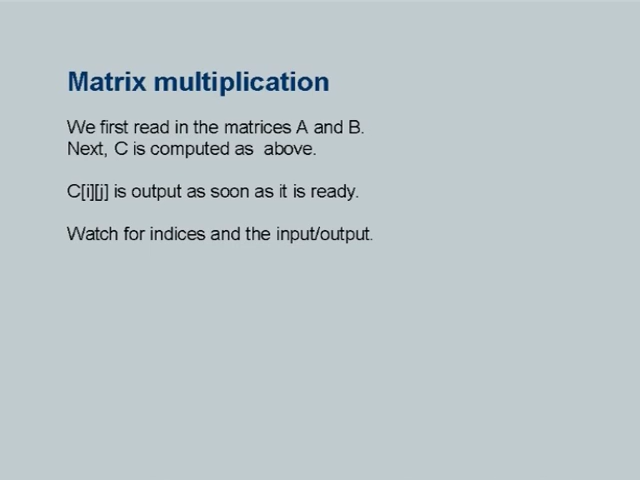 Matrix multiplication
We first read in the matrices A and B.
Next, C is computed as  above.
C[i][j] is output as soon as it is ready.
Watch for indices and the input/output.